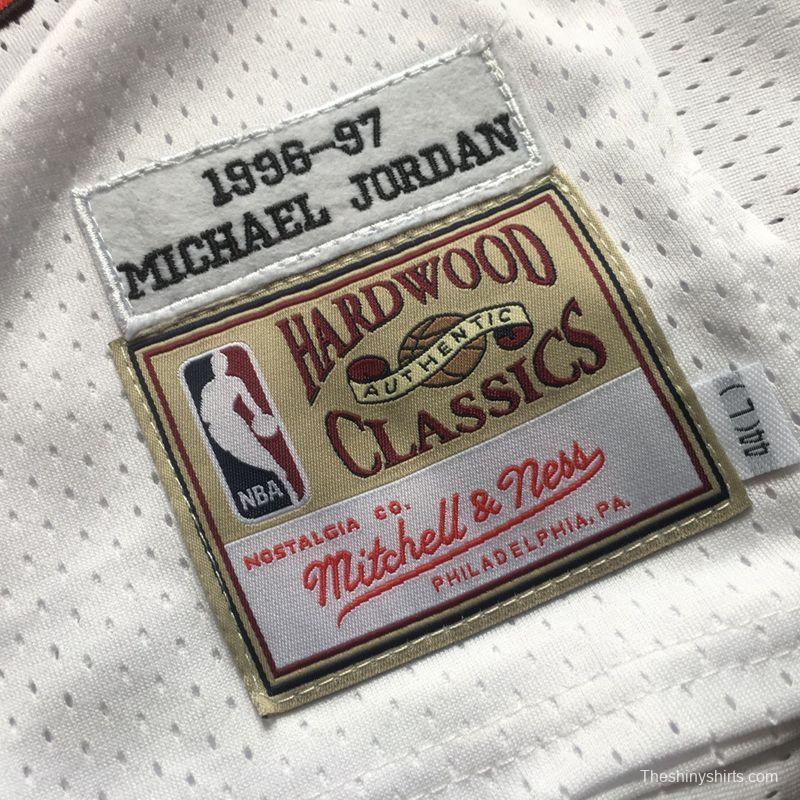 1996-97
MICHAEL JORDAN
HARDWOOD
AUTHENTIC
CLASSICS
NBA
NOSTALGIA CO.
Mitchell & Ness
PHILADELPHIA, PA.
44(L)
Theshinyshirts.com